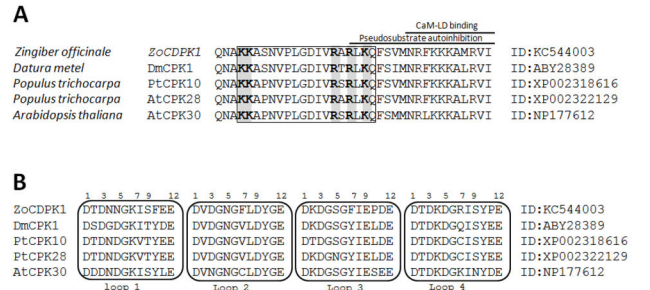 A
CaM-LD binding
Pseudosubstrate autoinhibition
Zingiber officinale ZoCDPK1 QNAKKASNVPLGDIVRARLKQFSVMNRFKKKAMRVI ID:KC544003
Datura metel DmCPK1 QNAKKAPNVPLGDIVRTRLKQFSIMNRFKKKALRVI ID:ABY28389
Populus trichocarpa PtCPK10 QNAKKAPNVPLGDIVRSRLKQFSVMNRFKKKALRVI ID:XP002318616
Populus trichocarpa AtCPK28 QNAKKAPNVPLGDIVRSRLKQFSVMNRFKKKALRVI ID:XP002322129
Arabidopsis thaliana AtCPK30 QNAKKAPNVPLGDIVRSRLKQFSMMNRLKKKALRVI ID:NP177612
B
1 3 5 7 9 12 1 3 5 7 9 12 1 3 5 7 9 12 1 3 5 7 9 12
ZoCDPK1 DTDNNGKISFEE DVDGNGFLDYGE DKDGSGFIEPDE DTDKDGRISYPE ID:KC544003
DmCPK1 DSDGDGKITYDE DVDGNGVLDYGE DKDGSGYIELDE DTDKDGQISYEE ID:ABY28389
PtCPK10 DTDNDGKVTYEE DVDGNGVLDYGE DTDGSGYIELDE DTDKDGCISYEE ID:XP002318616
PtCPK28 DTDNDGKVTYDE DVDGNGVLDYGE DKDGNGYIELDE DTDKDGCISYEE ID:XP002322129
AtCPK30 DDDNDGKISYLE DVNGNGCLDYGE DKDGSGYIESEE DTDKDGKINYDE ID:NP177612
loop 1 Loop 2 Loop 3 Loop 4